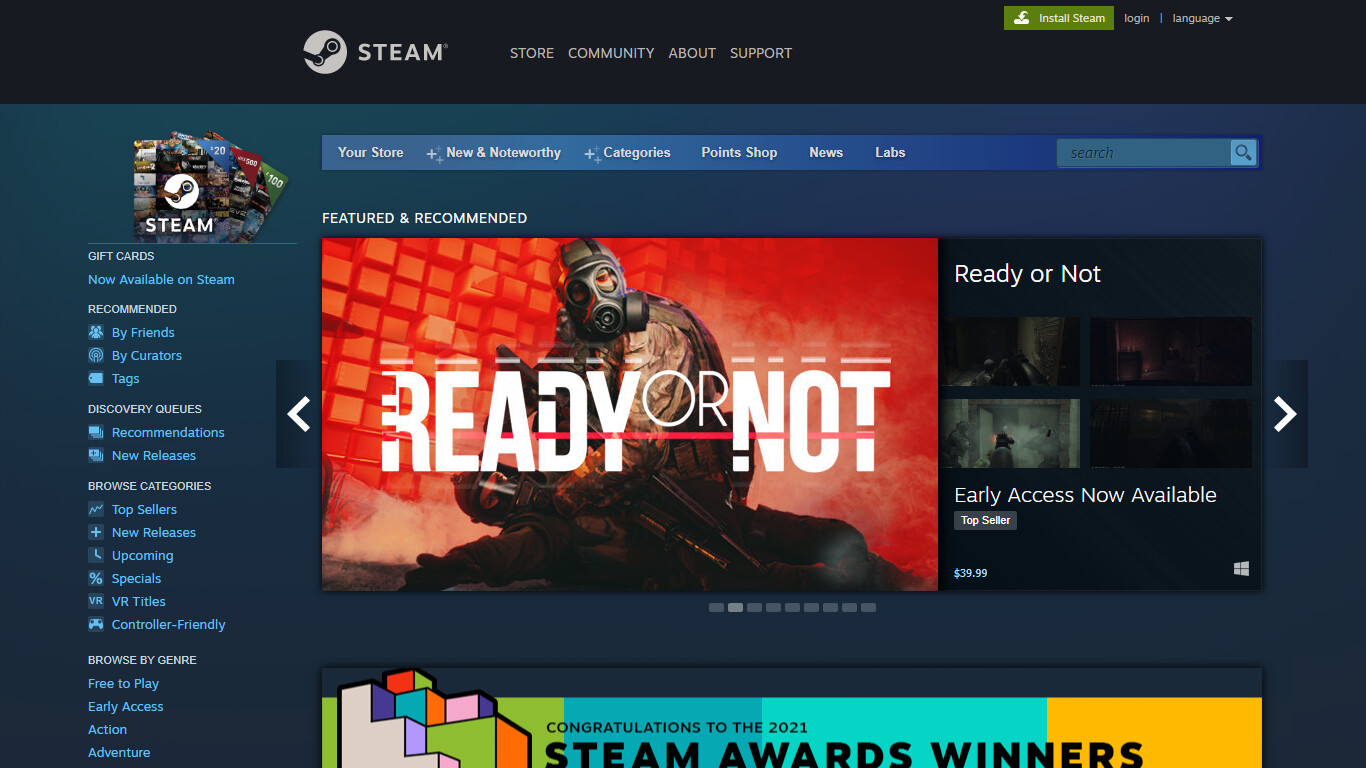 Install Steam
login
|
language
STEAM
STORE
COMMUNITY
ABOUT
SUPPORT
$20
$100
STEAM
Your Store
New & Noteworthy
Categories
Points Shop
News
Labs
search
GIFT CARDS
Now Available on Steam
RECOMMENDED
By Friends
By Curators
Tags
DISCOVERY QUEUES
Recommendations
New Releases
BROWSE CATEGORIES
Top Sellers
New Releases
Upcoming
Specials
VR
VR Titles
Controller-Friendly
BROWSE BY GENRE
Free to Play
Early Access
Action
Adventure
FEATURED & RECOMMENDED
READY OR NOT
Ready or Not
Early Access Now Available
Top Seller
$39.99
CONGRATULATIONS TO THE 2021
STEAM AWARDS WINNERS